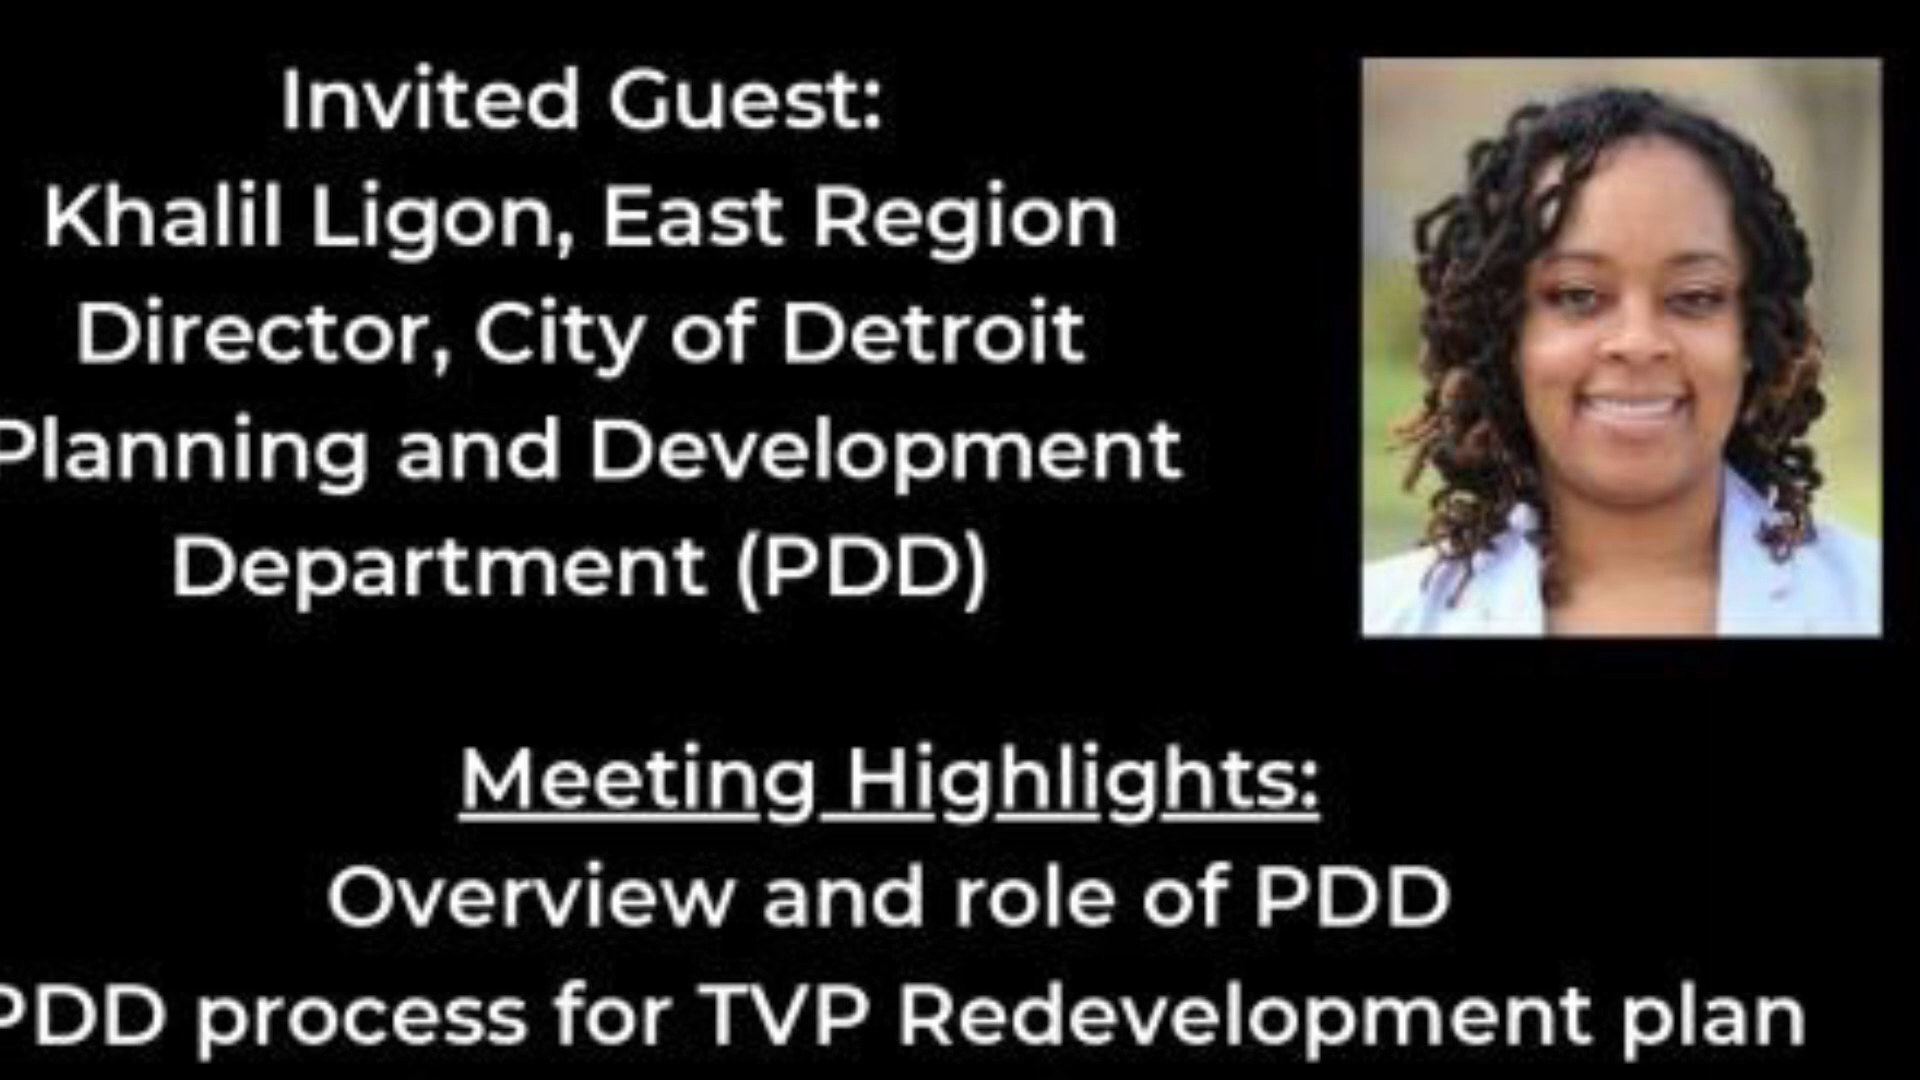 Invited Guest:
Khalil Ligon, East Region
Director, City of Detroit
Planning and Development
Department (PDD)
Meeting Highlights:
Overview and role of PDD
PDD process for TVP Redevelopment plan